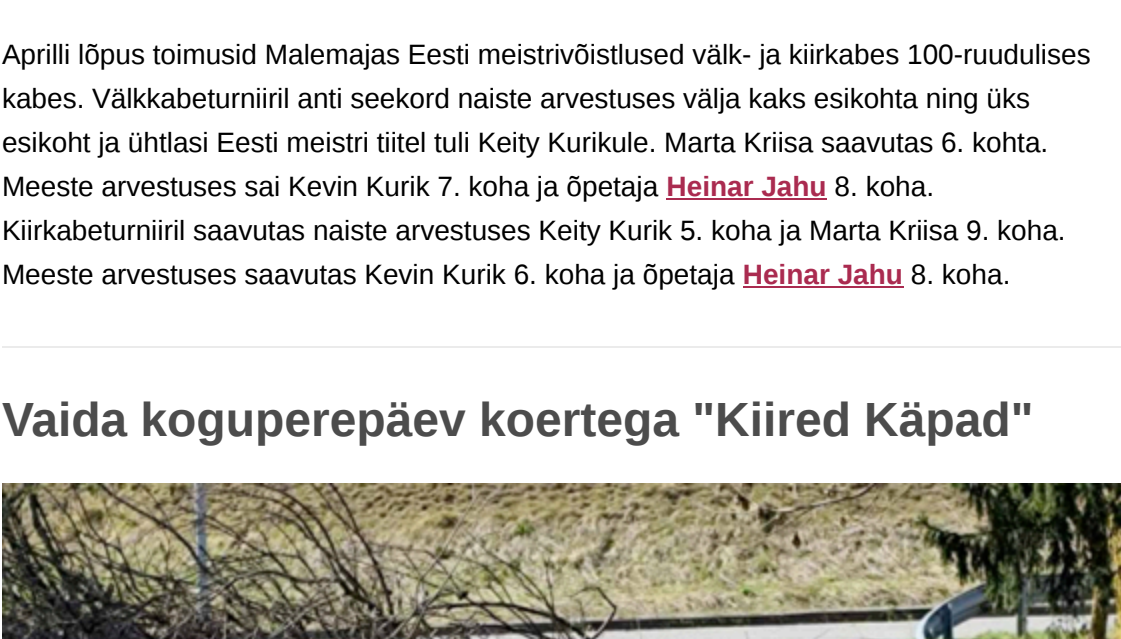 Aprilli lõpus toimusid Malemajas Eesti meistrivõistlused välk- ja kiirkabes 100-ruudulises
kabes. Välkkabeturniiril anti seekord naiste arvestuses välja kaks esikohta ning üks
esikoht ja ühtlasi Eesti meistri tiitel tuli Keity Kurikule. Marta Kriisa saavutas 6. kohta.
Meeste arvestuses sai Kevin Kurik 7. koha ja õpetaja Heinar Jahu 8. koha.
Kiirkabeturniiril saavutas naiste arvestuses Keity Kurik 5. koha ja Marta Kriisa 9. koha.
Meeste arvestuses saavutas Kevin Kurik 6. koha ja õpetaja Heinar Jahu 8. koha.
Vaida koguperepäev koertega "Kiired Käpad"